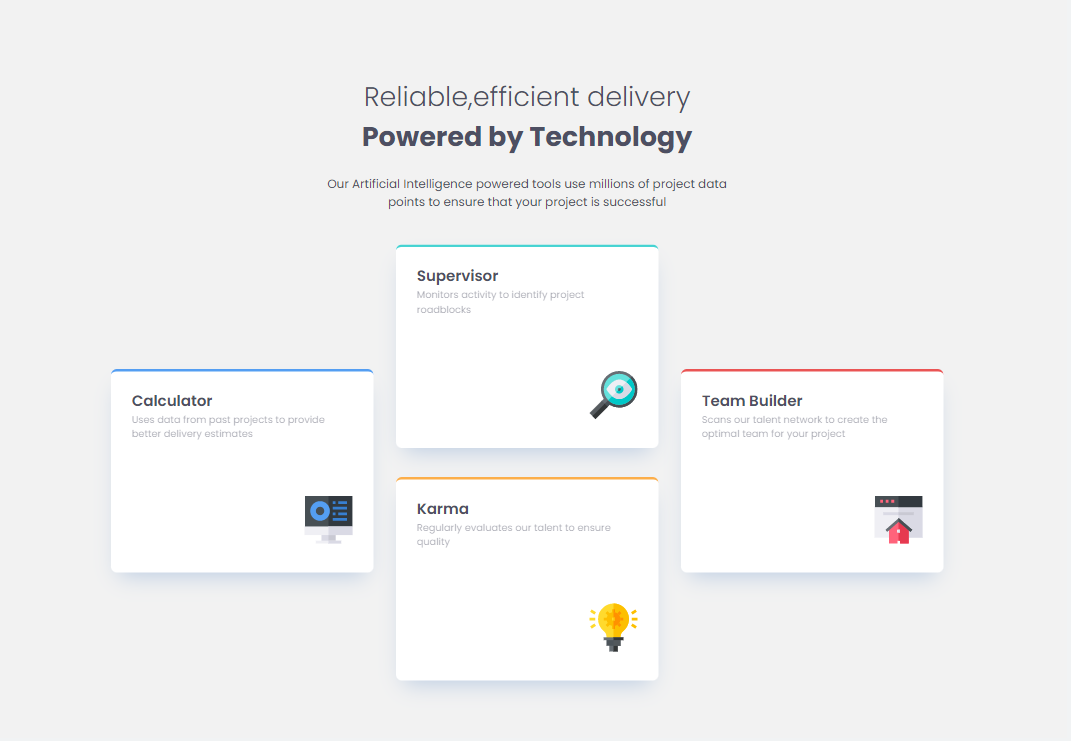 Reliable,efficient delivery
Powered by Technology
Our Artificial Intelligence powered tools use millions of project data
points to ensure that your project is successful
Supervisor
Monitors activity to identify project
roadblocks
Calculator
Uses data from past projects to provide
better delivery estimates
Team Builder
Scans our talent network to create the
optimal team for your project
Karma
Regularly evaluates our talent to ensure
quality